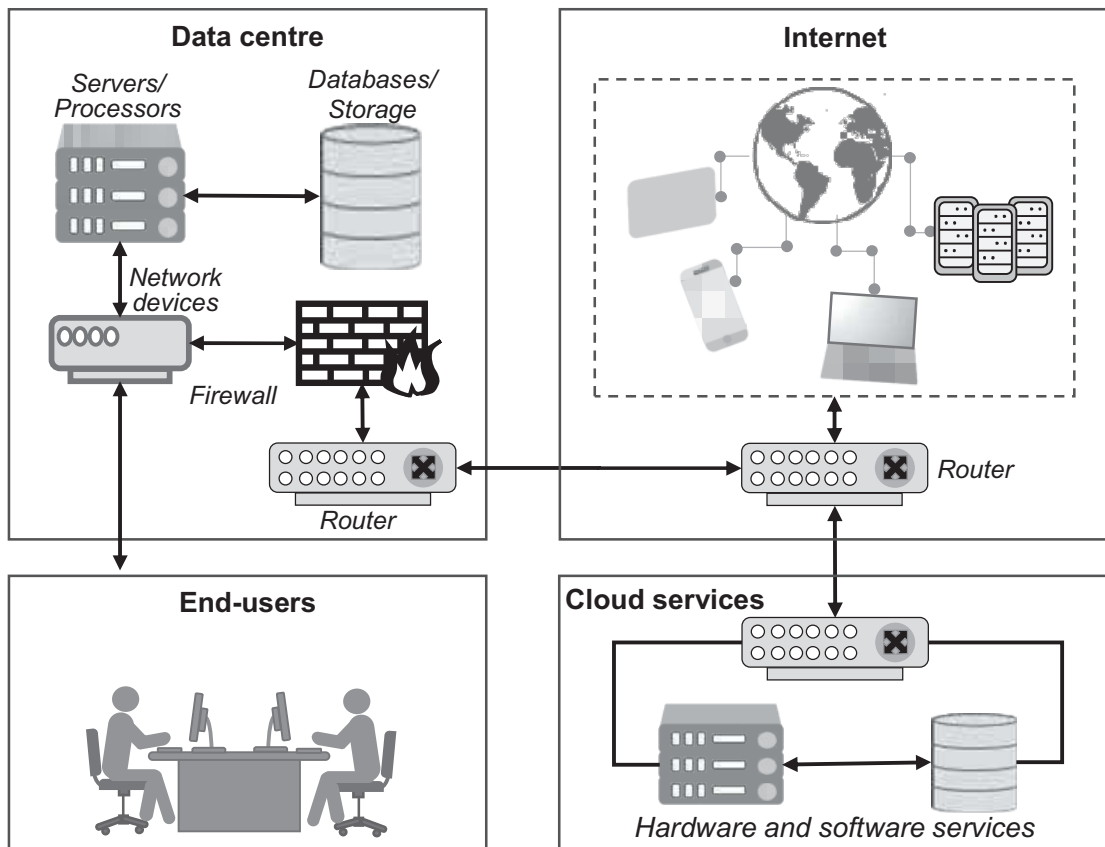 Data centre
Servers/
Processors
Databases/
Storage
Network
devices
Firewall
Router
Internet
Router
End-users
Cloud services
Hardware and software services